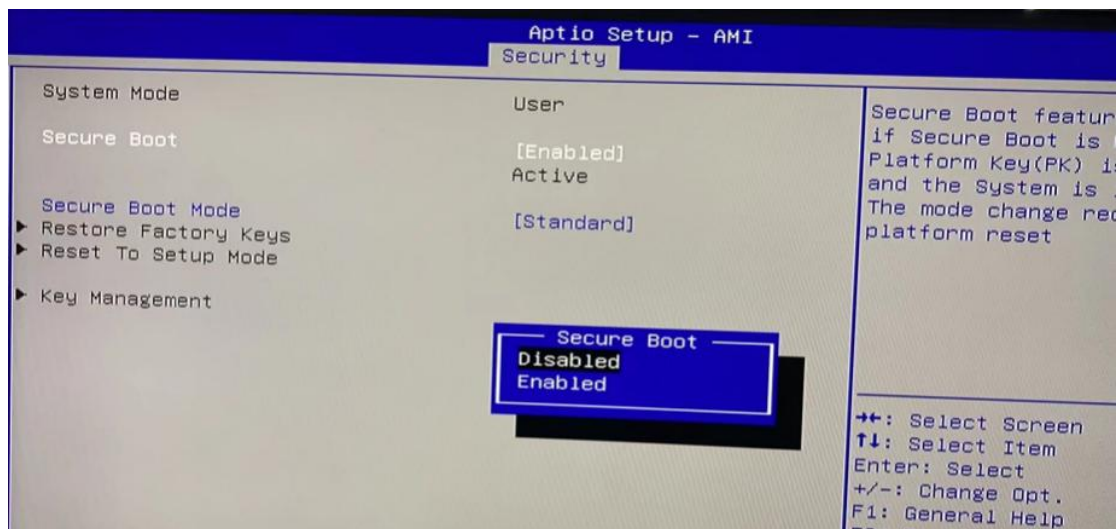 Aptio Setup – AMI
Security
System Mode User
Secure Boot [Enabled]
Active
Secure Boot Mode [Standard]
► Restore Factory Keys
► Reset To Setup Mode
► Key Management
Secure Boot featur
if Secure Boot is
Platform Key(PK) is
and the System is
The mode change rec
platform reset
Secure Boot
Disabled
Enabled
→←: Select Screen
↑↓: Select Item
Enter: Select
+/-: Change Opt.
F1: General Help